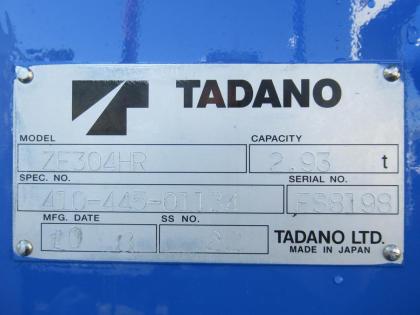 TADANO
MODEL CAPACITY
ZF304HR 2.93 t
SPEC. NO. SERIAL NO.
FS8198
MFG. DATE SS NO.
10
TADANO LTD.
MADE IN JAPAN